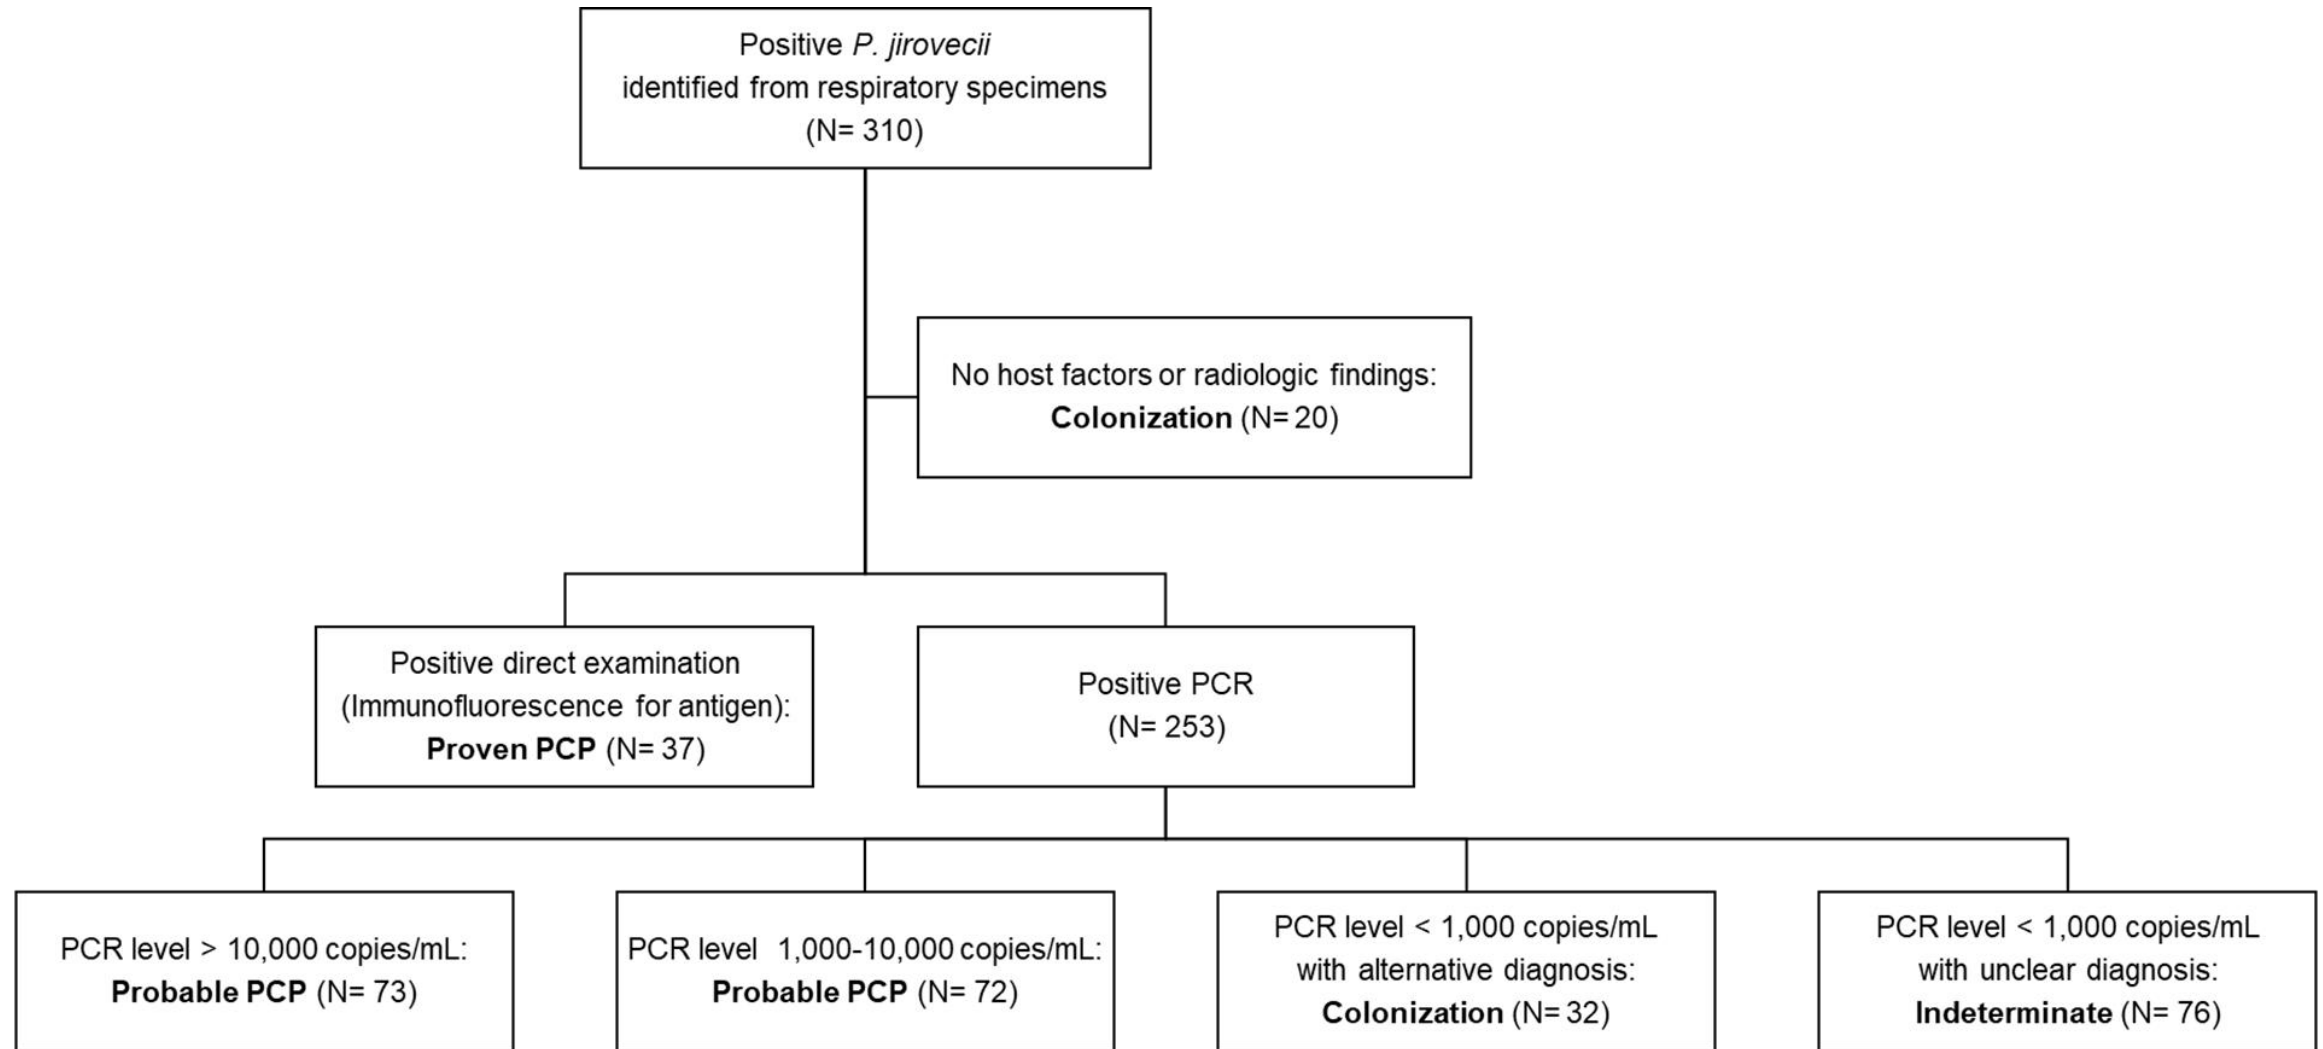 Positive P. jirovecii
identified from respiratory specimens
(N= 310)
No host factors or radiologic findings:
Colonization (N= 20)
Positive direct examination
(Immunofluorescence for antigen):
Proven PCP (N= 37)
Positive PCR
(N= 253)
PCR level > 10,000 copies/mL:
Probable PCP (N= 73)
PCR level 1,000-10,000 copies/mL:
Probable PCP (N= 72)
PCR level < 1,000 copies/mL
with alternative diagnosis:
Colonization (N= 32)
PCR level < 1,000 copies/mL
with unclear diagnosis:
Indeterminate (N= 76)